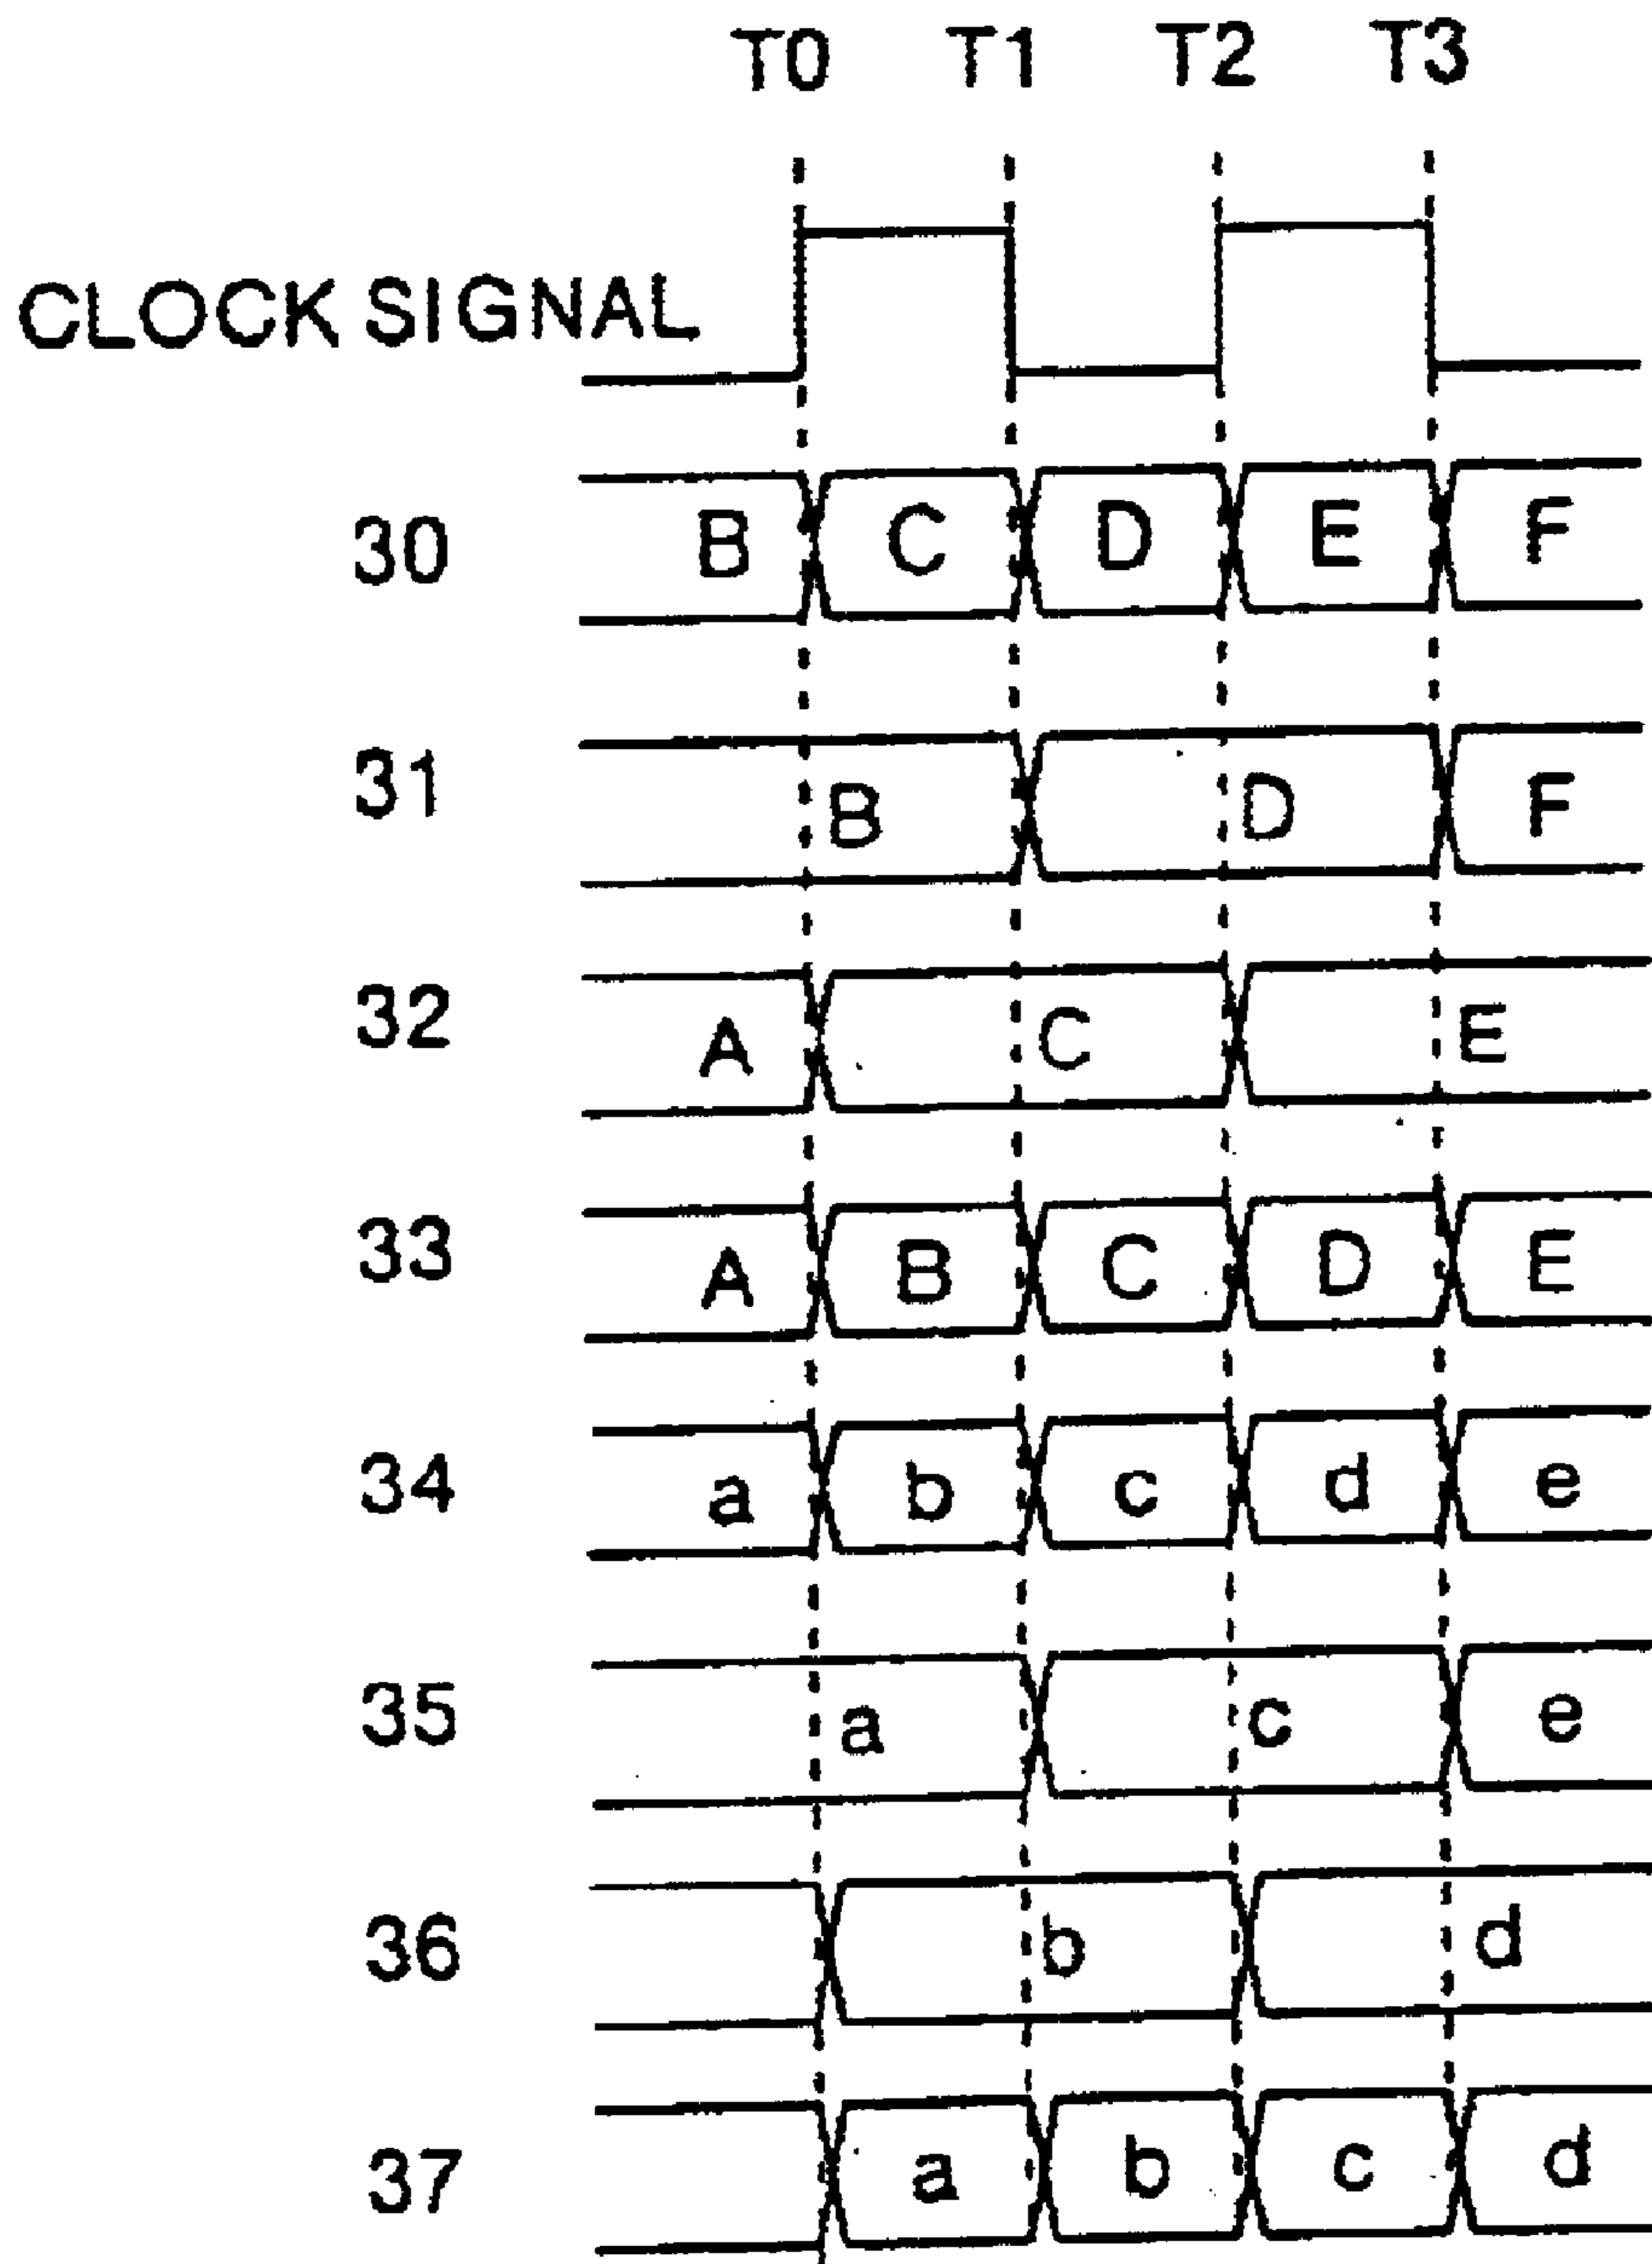 T0 T1 T2 T3
CLOCK SIGNAL
30 B C D E F
31 B D F
32 A C E
33 A B C D E
34 a b c d e
35 a c e
36 b d
37 a b c d